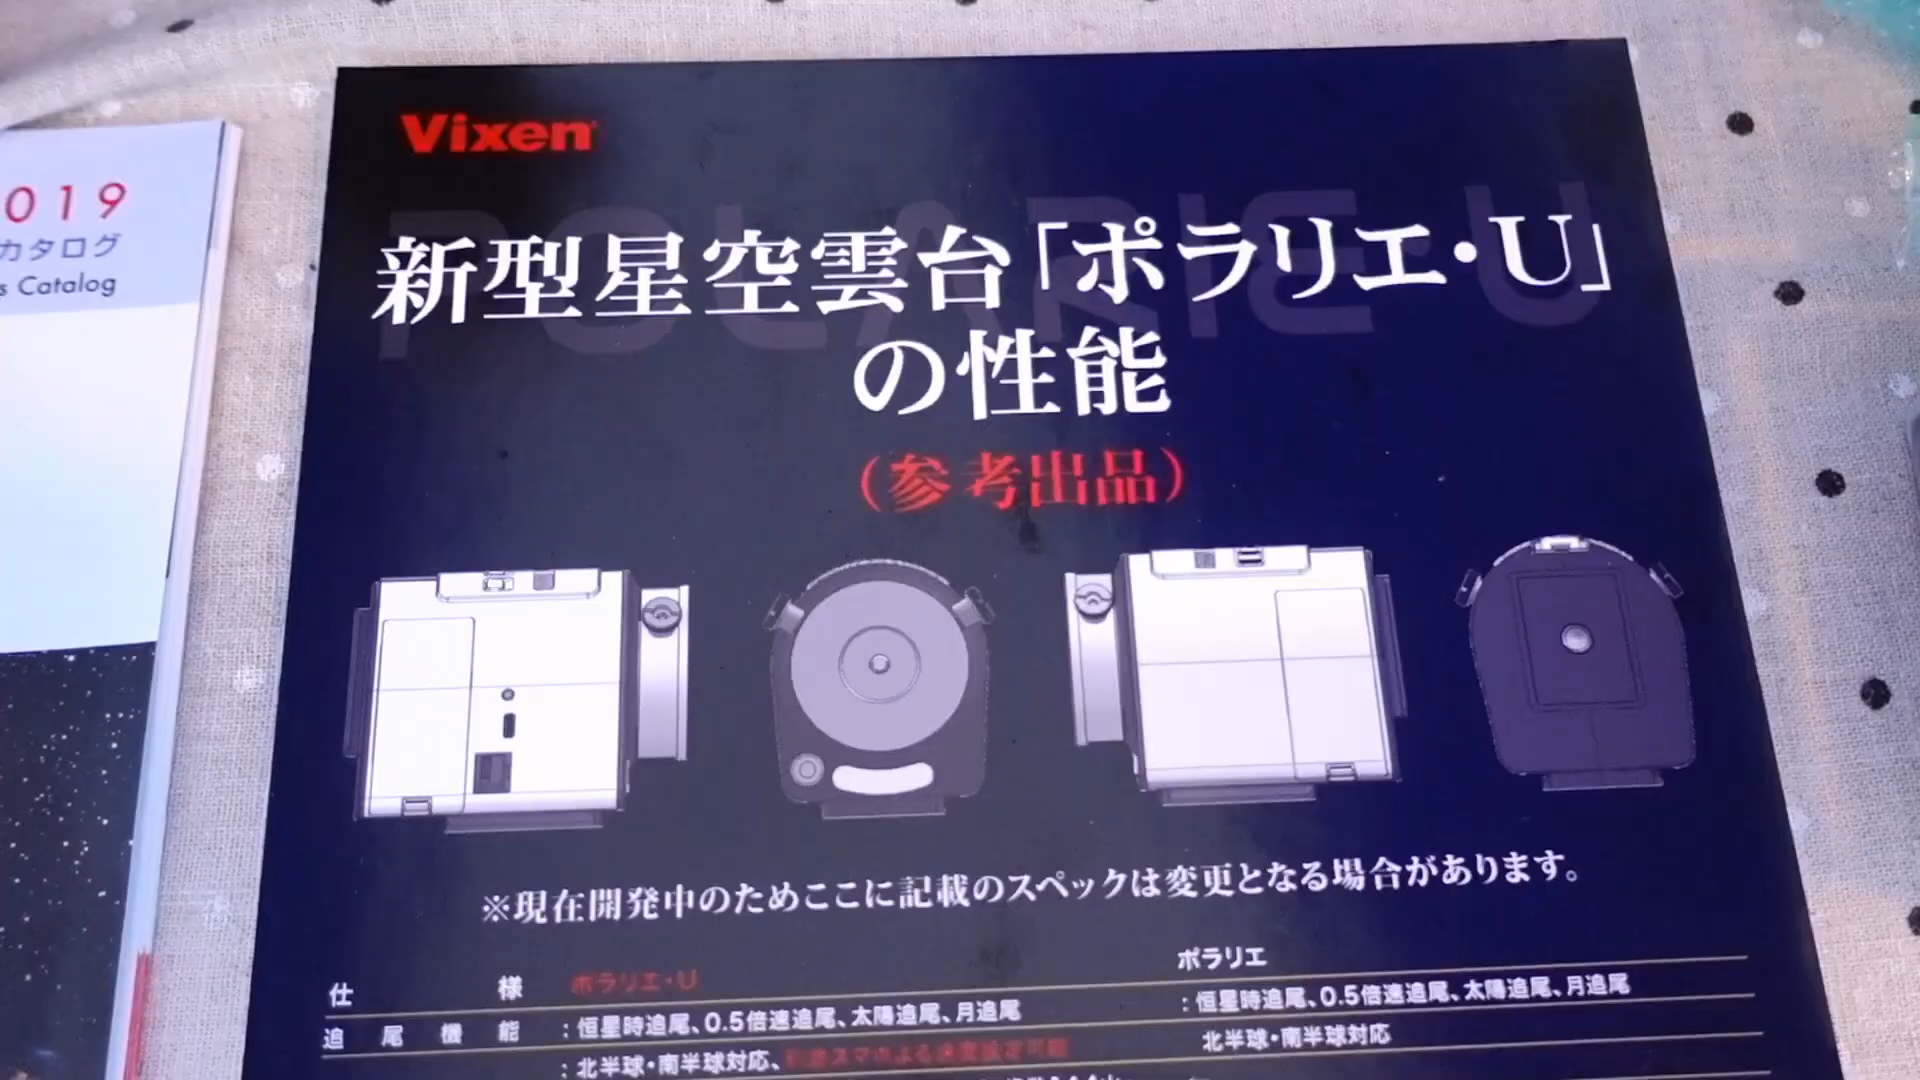 Vixen
POLARIE U
新型星空雲台「ポラリエ・U」
の性能
（参考出品）
※現在開発中のためここに記載のスペックは変更となる場合があります。
仕様 ポラリエ・U ポラリエ
追尾機能 ：恒星時追尾、0.5倍速追尾、太陽追尾、月追尾 ：恒星時追尾、0.5倍速追尾、太陽追尾、月追尾
：北半球・南半球対応、 北半球・南半球対応
019
カタログ
s Catalog